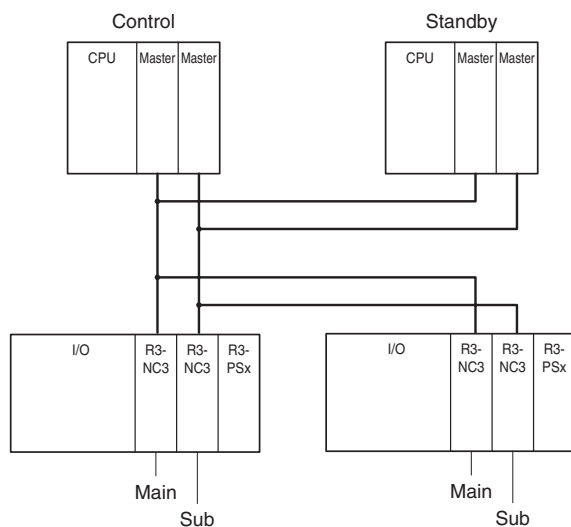 Control
Standby
CPU
Master
Master
CPU
Master
Master
I/O
R3-
NC3
R3-
NC3
R3-
PSx
I/O
R3-
NC3
R3-
NC3
R3-
PSx
Main
Sub
Main
Sub